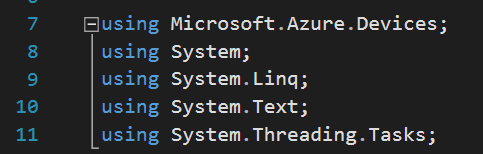 7 using Microsoft.Azure.Devices;
8 using System;
9 using System.Linq;
10 using System.Text;
11 using System.Threading.Tasks;